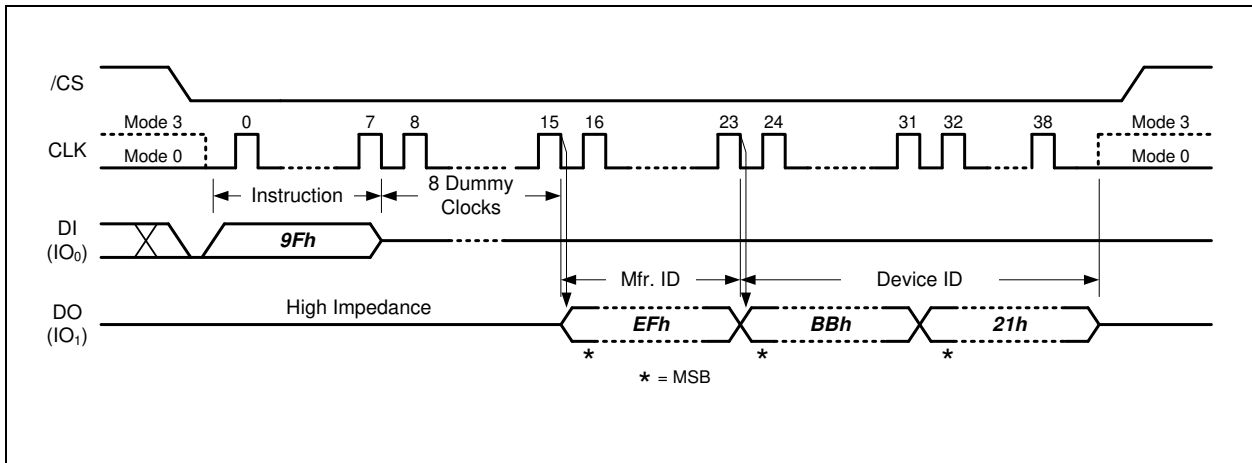 /CS
Mode 3
0
7
8
15
16
23
24
31
32
38
Mode 3
CLK
Mode 0
Mode 0
Instruction
8 Dummy
Clocks
DI
(IO₀)
9Fh
Mfr. ID
Device ID
High Impedance
DO
(IO₁)
EFh
BBh
21h
*
*
*
* = MSB